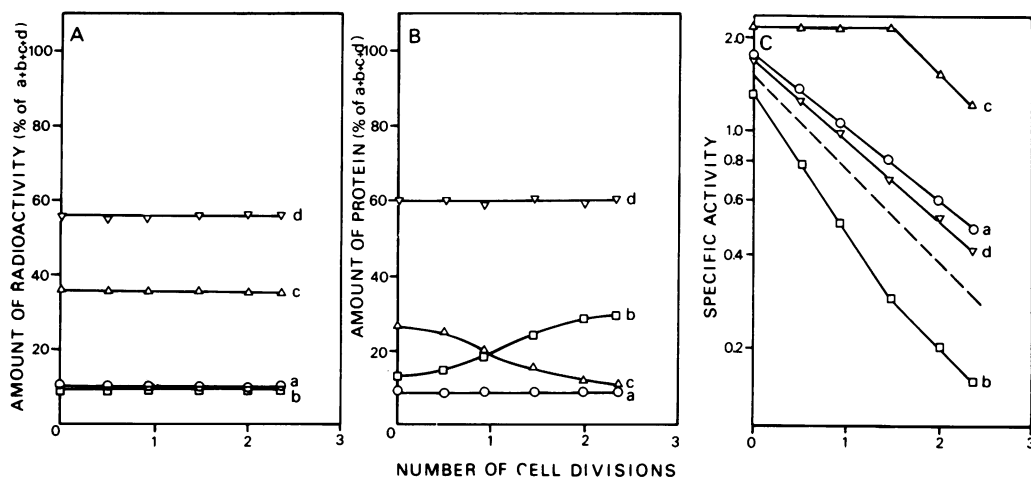 A
AMOUNT OF RADIOACTIVITY (% of a+b+c+d)
100
80
60
40
20
0
1
2
3
d
c
a
b
B
AMOUNT OF PROTEIN (% of a+b+c+d)
100
80
60
40
20
0
1
2
3
d
b
c
a
NUMBER OF CELL DIVISIONS
C
SPECIFIC ACTIVITY
2.0
1.0
0.8
0.6
0.4
0.2
0
1
2
3
c
a
d
b